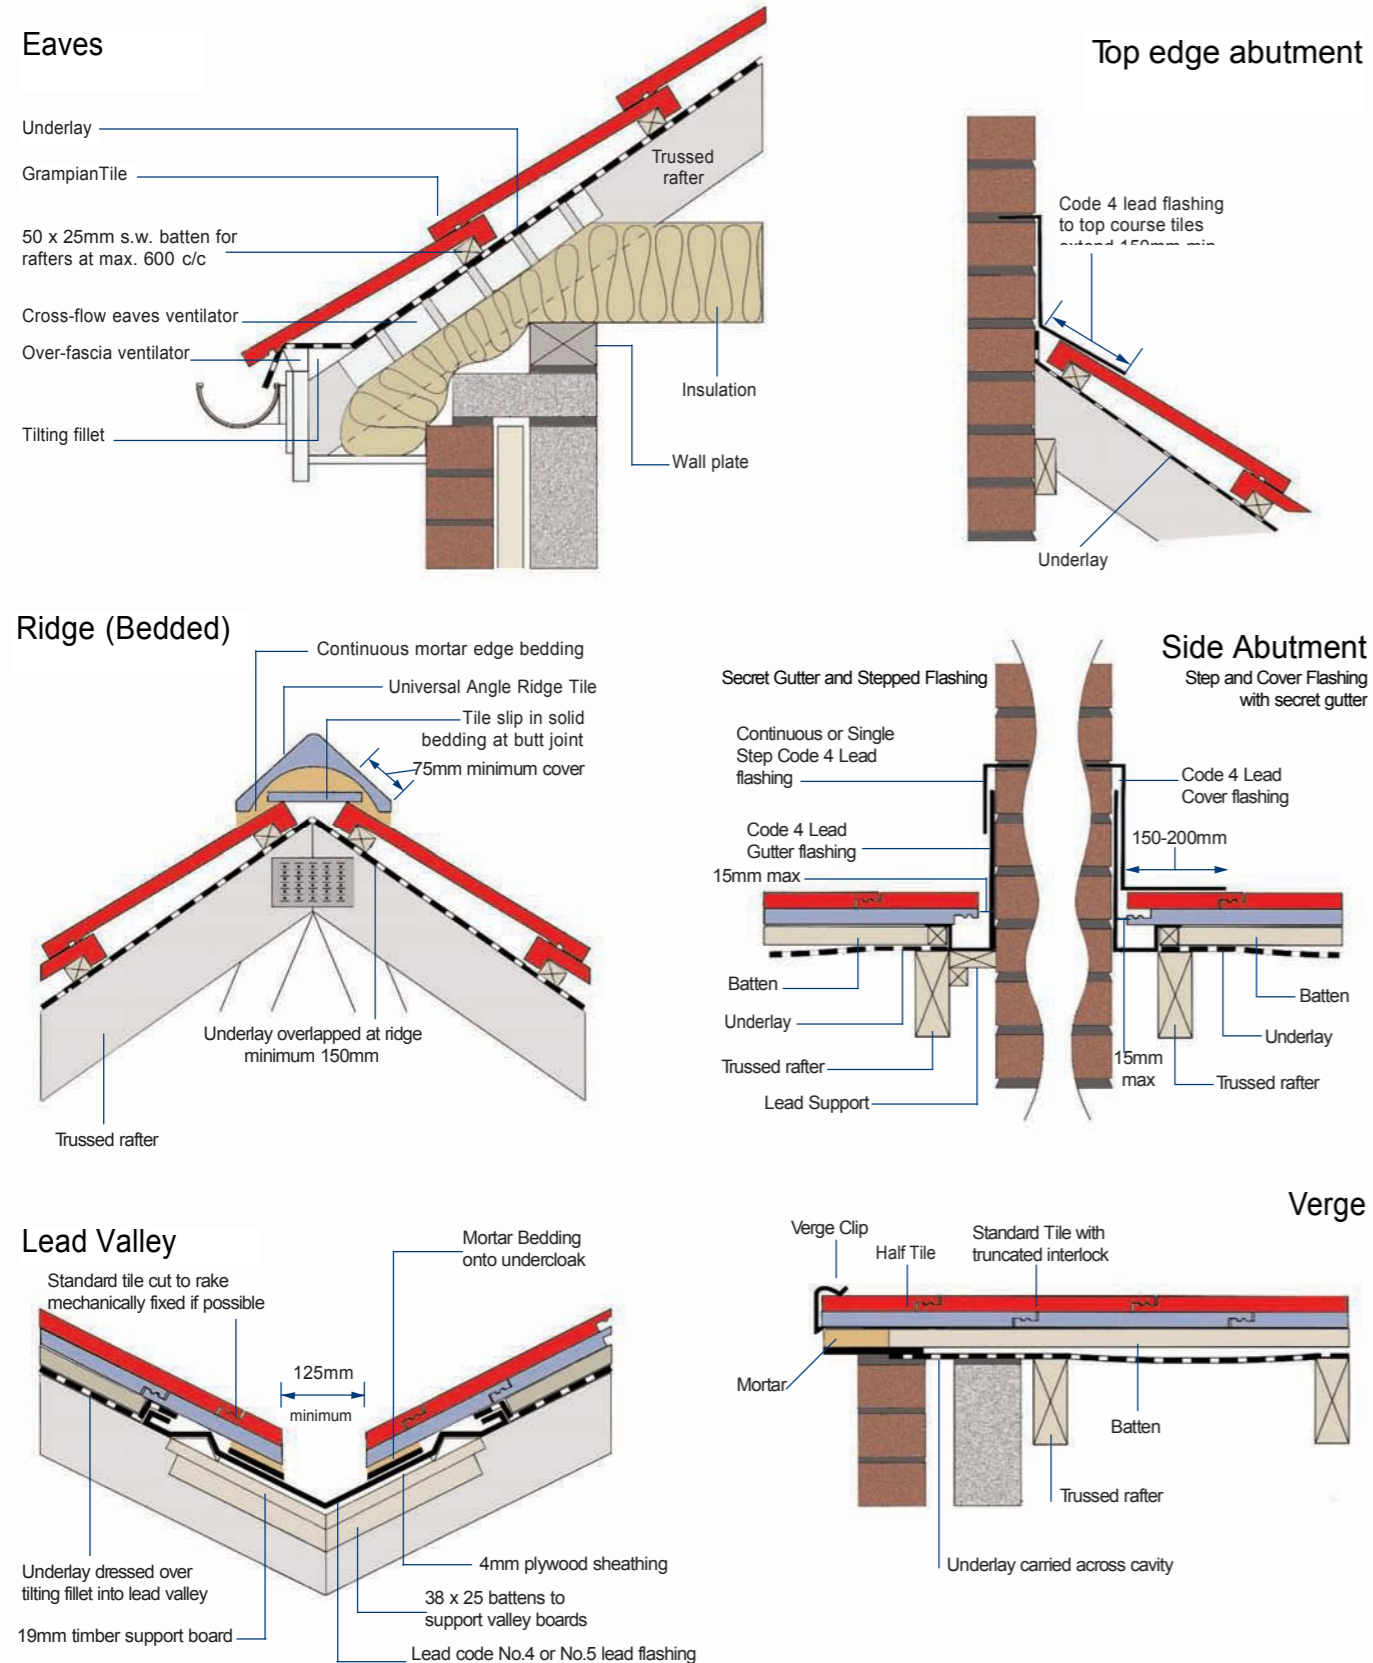 Eaves
Underlay
GrampianTile
50 x 25mm s.w. batten for
rafters at max. 600 c/c
Cross-flow eaves ventilator
Over-fascia ventilator
Tilting fillet
Trussed
rafter
Insulation
Wall plate
Top edge abutment
Code 4 lead flashing
to top course tiles
extend 150mm min
Underlay
Ridge (Bedded)
Continuous mortar edge bedding
Universal Angle Ridge Tile
Tile slip in solid
bedding at butt joint
75mm minimum cover
Underlay overlapped at ridge
minimum 150mm
Trussed rafter
Side Abutment
Secret Gutter and Stepped Flashing
Step and Cover Flashing
with secret gutter
Continuous or Single
Step Code 4 Lead
flashing
Code 4 Lead
Gutter flashing
15mm max
Batten
Underlay
Trussed rafter
Lead Support
Code 4 Lead
Cover flashing
150-200mm
Batten
Underlay
15mm
max
Trussed rafter
Lead Valley
Standard tile cut to rake
mechanically fixed if possible
Mortar Bedding
onto undercloak
125mm
minimum
Underlay dressed over
tilting fillet into lead valley
19mm timber support board
4mm plywood sheathing
38 x 25 battens to
support valley boards
Lead code No.4 or No.5 lead flashing
Verge
Verge Clip
Half Tile
Standard Tile with
truncated interlock
Mortar
Batten
Trussed rafter
Underlay carried across cavity